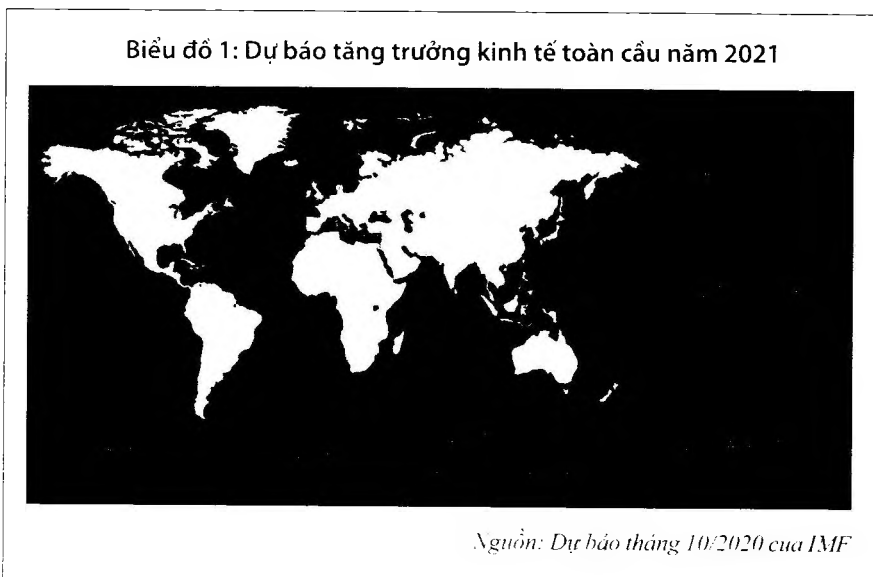 Biểu đồ 1: Dự báo tăng trưởng kinh tế toàn cầu năm 2021
Nguồn: Dự báo tháng 10/2020 cua IMF